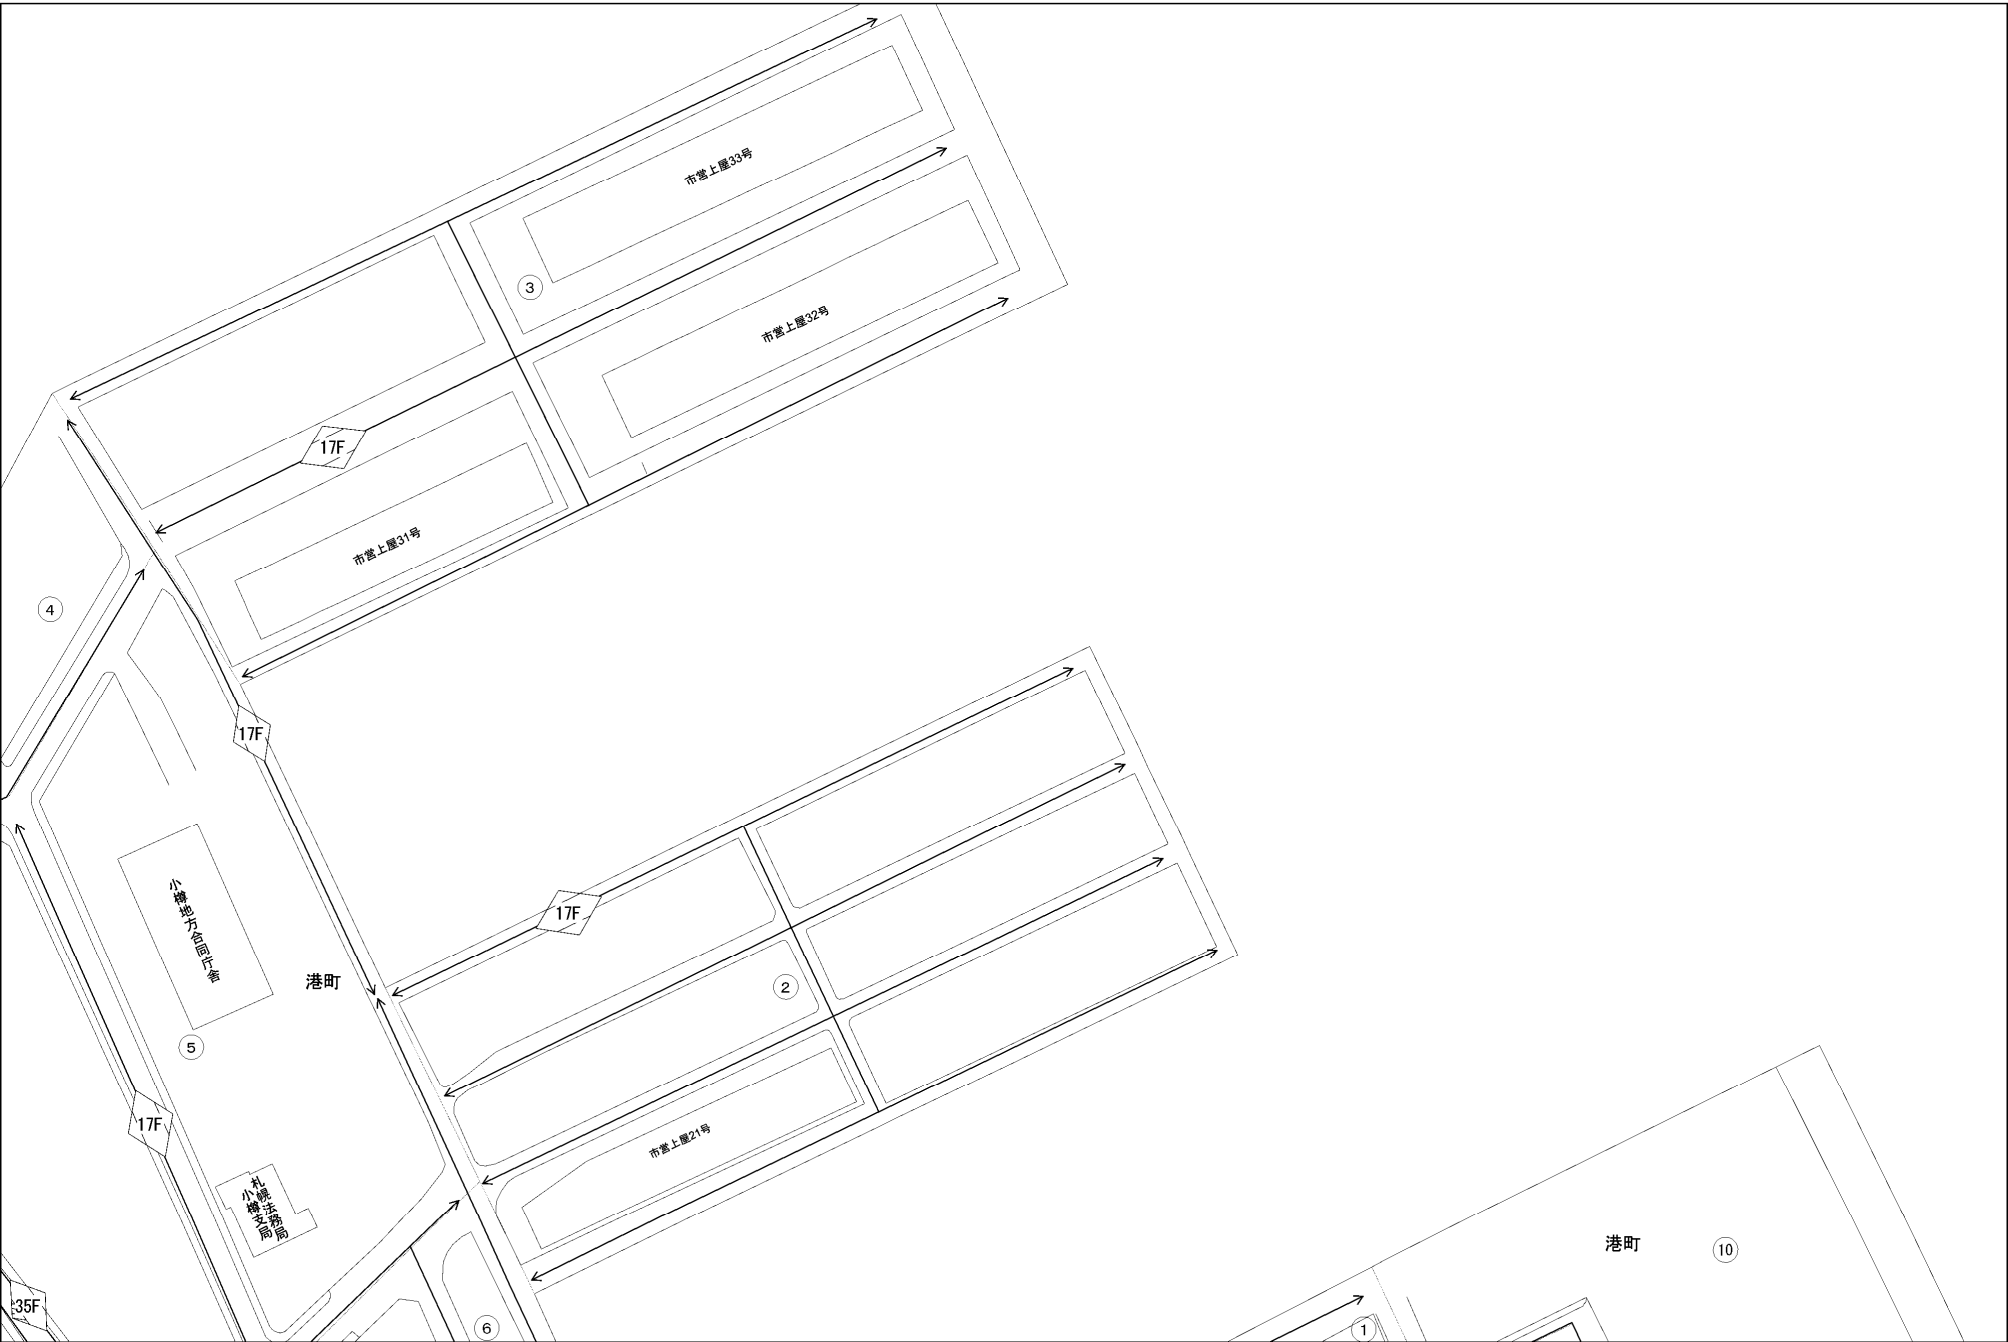 市営上屋33号
3
市営上屋32号
17F
市営上屋31号
4
17F
17F
小樽地方合同庁舎
港町
2
5
17F
市営上屋21号
札幌法務局
小樽支局
港町
10
35F
6
1